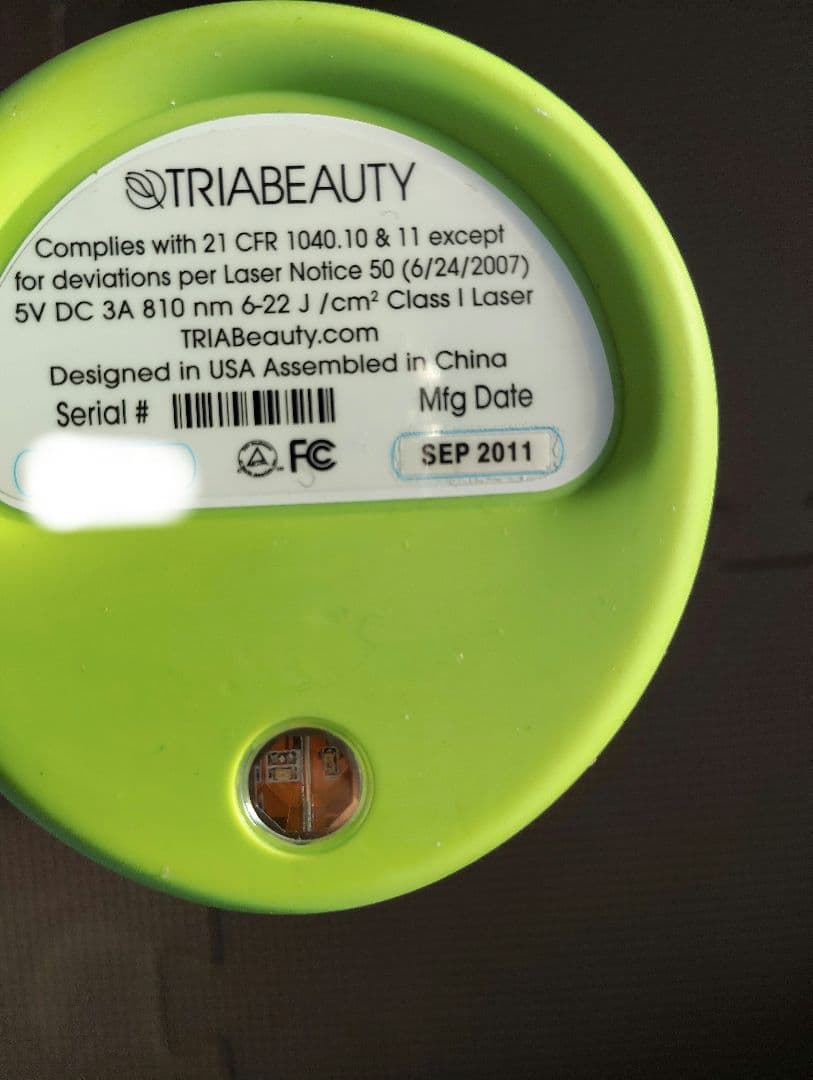 TRIABEAUTY
Complies with 21 CFR 1040.10 & 11 except
for deviations per Laser Notice 50 (6/24/2007)
5V DC 3A 810 nm 6-22 J /cm² Class I Laser
TRIABeauty.com
Designed in USA Assembled in China
Serial # Mfg Date
FC SEP 2011